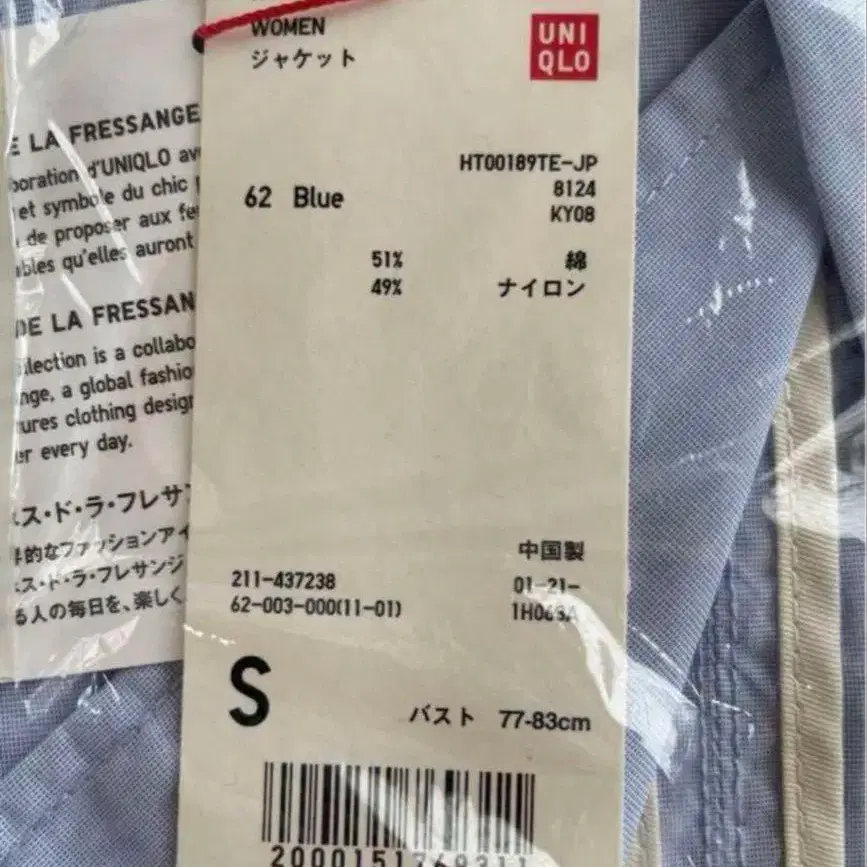 E LA FRESSANGE
boration d'UNIQLO av
et symbole du chic
de proposer aux fe
bles qu'elles auront
DE LA FRESSAN
llection is a collabo
nge, a global fashio
ures clothing design
er every day.
ス・ド・ラ・フレサン
的なファッションアイ
ス・ド・ラ・フレサンジ
る人の毎日を、楽しく
WOMEN
ジャケット
UNI
QLO
HT00189TE-JP
62 Blue
8124
KY08
51% 綿
49% ナイロン
中国製
211-437238 01-21-
62-003-000(11-01) 1H06SA
S
バスト 77-83cm